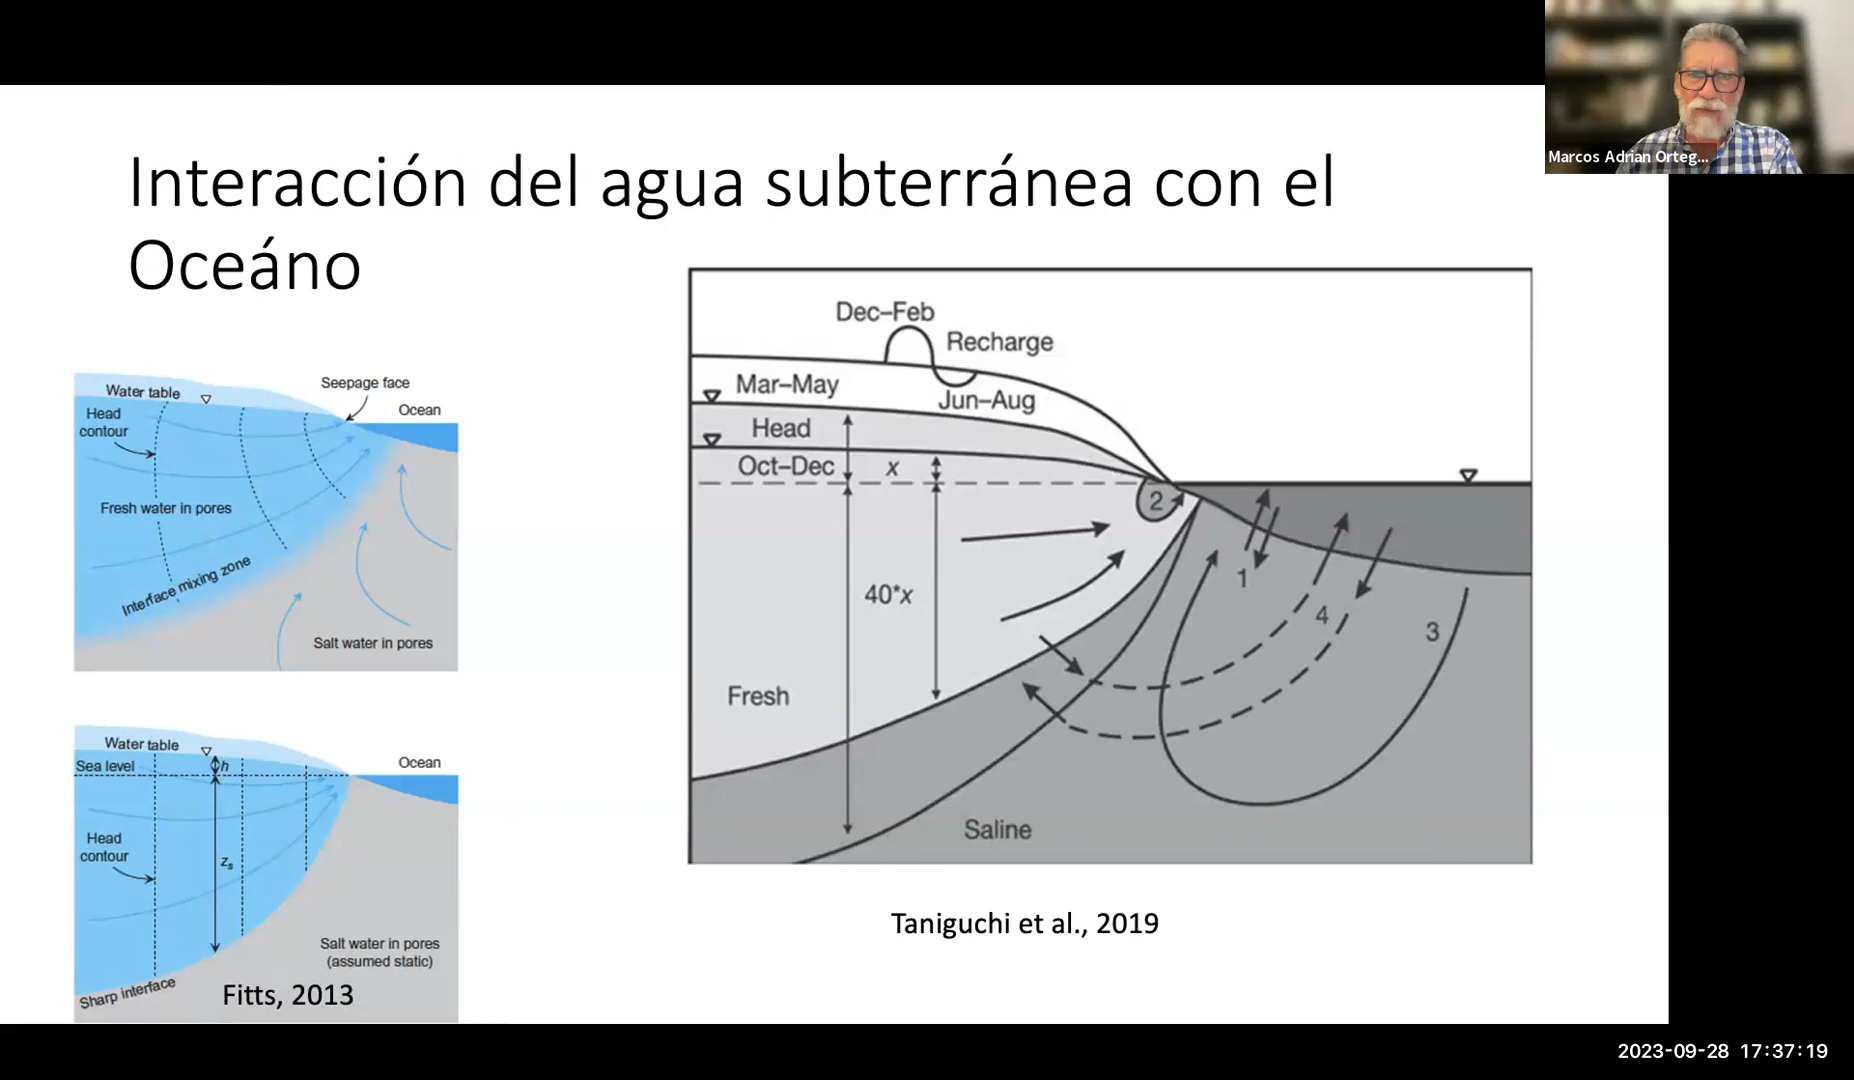 Marcos Adrian Orteg...
Interacción del agua subterránea con el
Oceáno
Water table
Head
contour
Seepage face
Ocean
Fresh water in pores
Interface mixing zone
Salt water in pores
Water table
Sea level
h
Ocean
Head
contour
zs
Salt water in pores
(assumed static)
Sharp interface
Fitts, 2013
Dec–Feb
Recharge
Mar–May
Jun–Aug
Head
Oct–Dec
x
2
40*x
1
4
3
Fresh
Saline
Taniguchi et al., 2019
2023-09-28 17:37:19